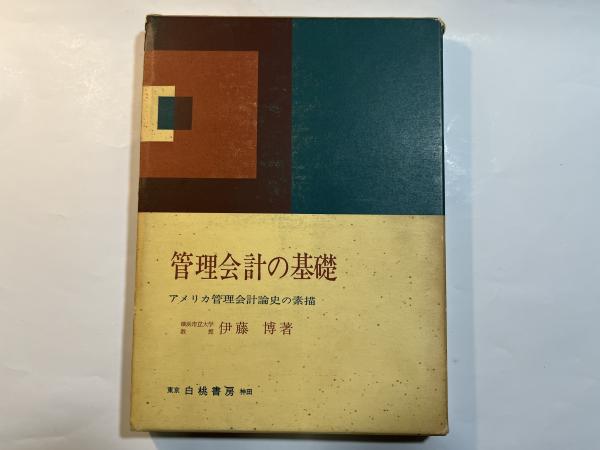 管理会計の基礎
アメリカ管理会計論史の素描
横浜市立大学
教授 伊藤 博著
東京 白桃書房 神田